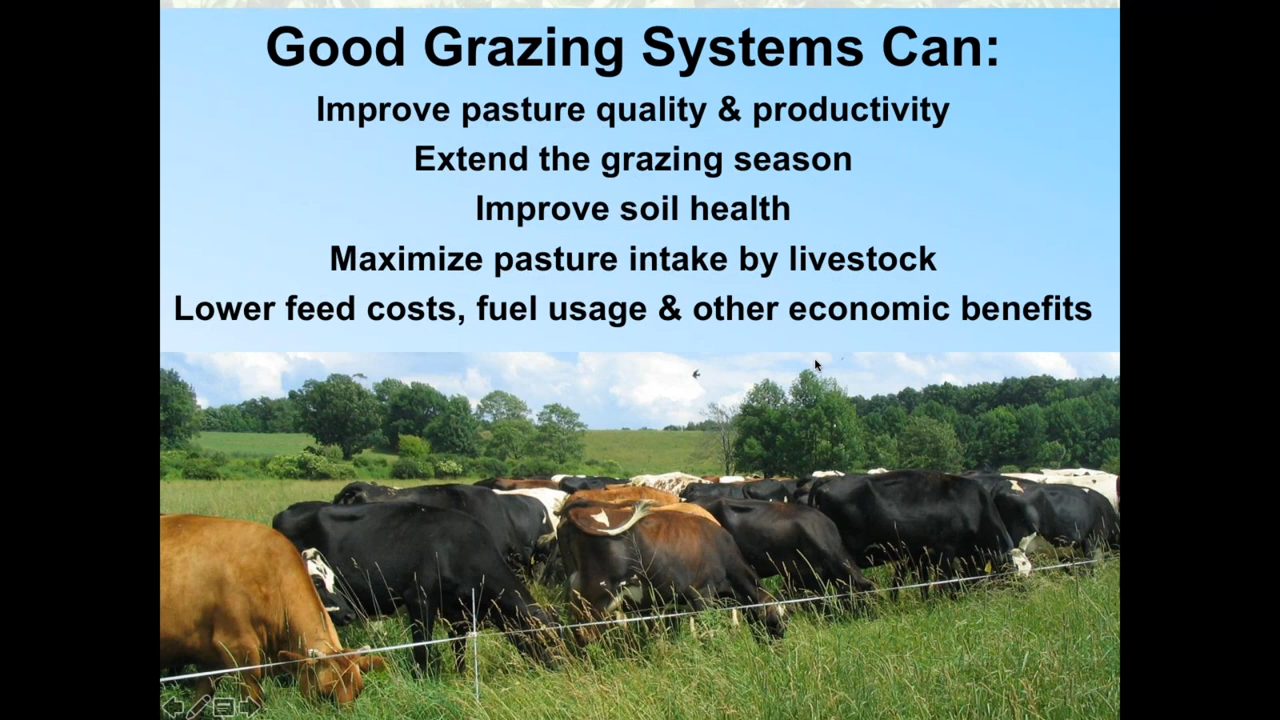 Good Grazing Systems Can:
Improve pasture quality & productivity
Extend the grazing season
Improve soil health
Maximize pasture intake by livestock
Lower feed costs, fuel usage & other economic benefits